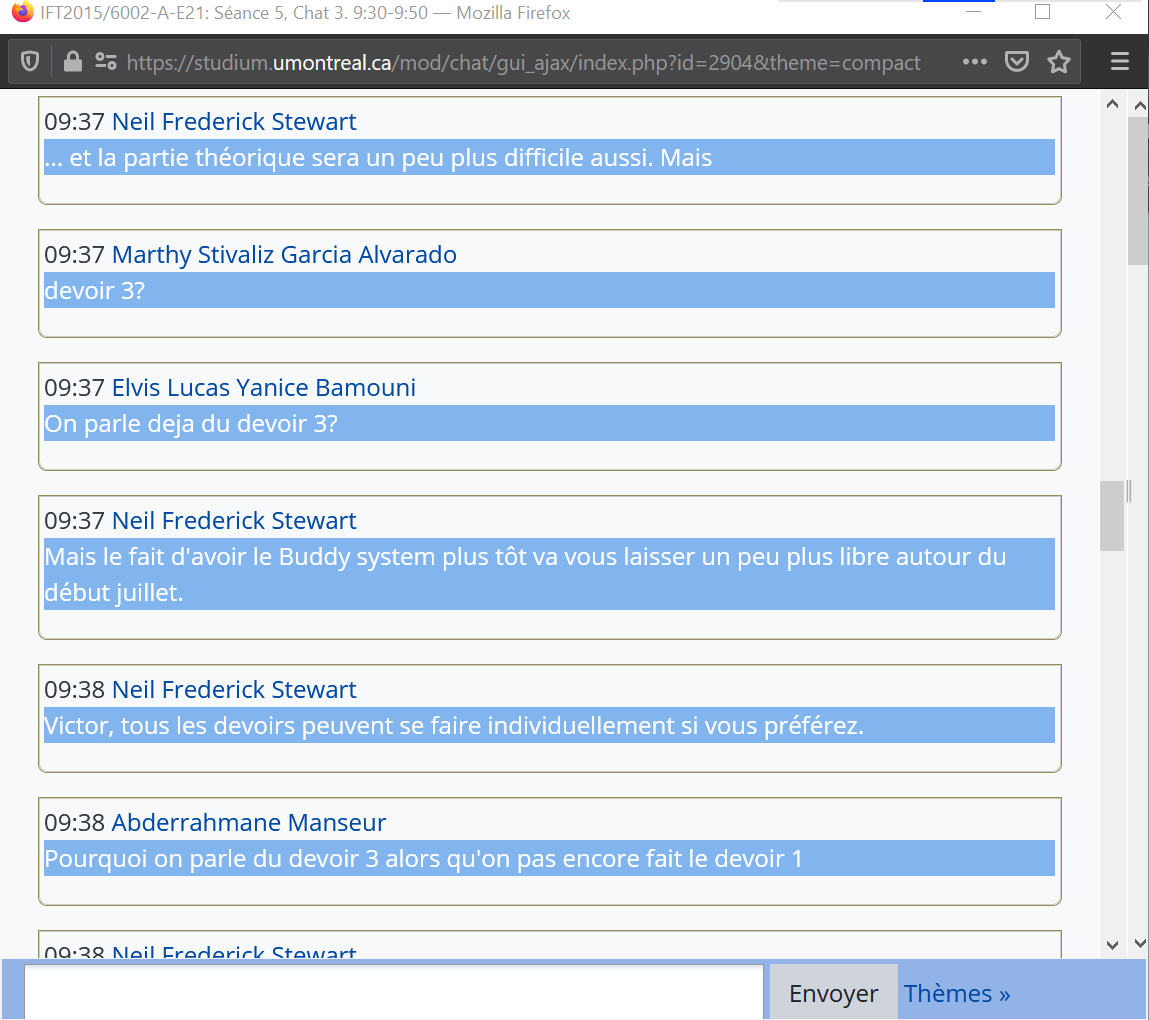 IFT2015/6002-A-E21: Séance 5, Chat 3. 9:30-9:50 — Mozilla Firefox
https://studium.umontreal.ca/mod/chat/gui_ajax/index.php?id=2904&theme=compact
09:37 Neil Frederick Stewart
... et la partie théorique sera un peu plus difficile aussi. Mais
09:37 Marthy Stivaliz Garcia Alvarado
devoir 3?
09:37 Elvis Lucas Yanice Bamouni
On parle deja du devoir 3?
09:37 Neil Frederick Stewart
Mais le fait d'avoir le Buddy system plus tôt va vous laisser un peu plus libre autour du
début juillet.
09:38 Neil Frederick Stewart
Victor, tous les devoirs peuvent se faire individuellement si vous préférez.
09:38 Abderrahmane Manseur
Pourquoi on parle du devoir 3 alors qu'on pas encore fait le devoir 1
09:38 Neil Frederick Stewart
Envoyer Thèmes »